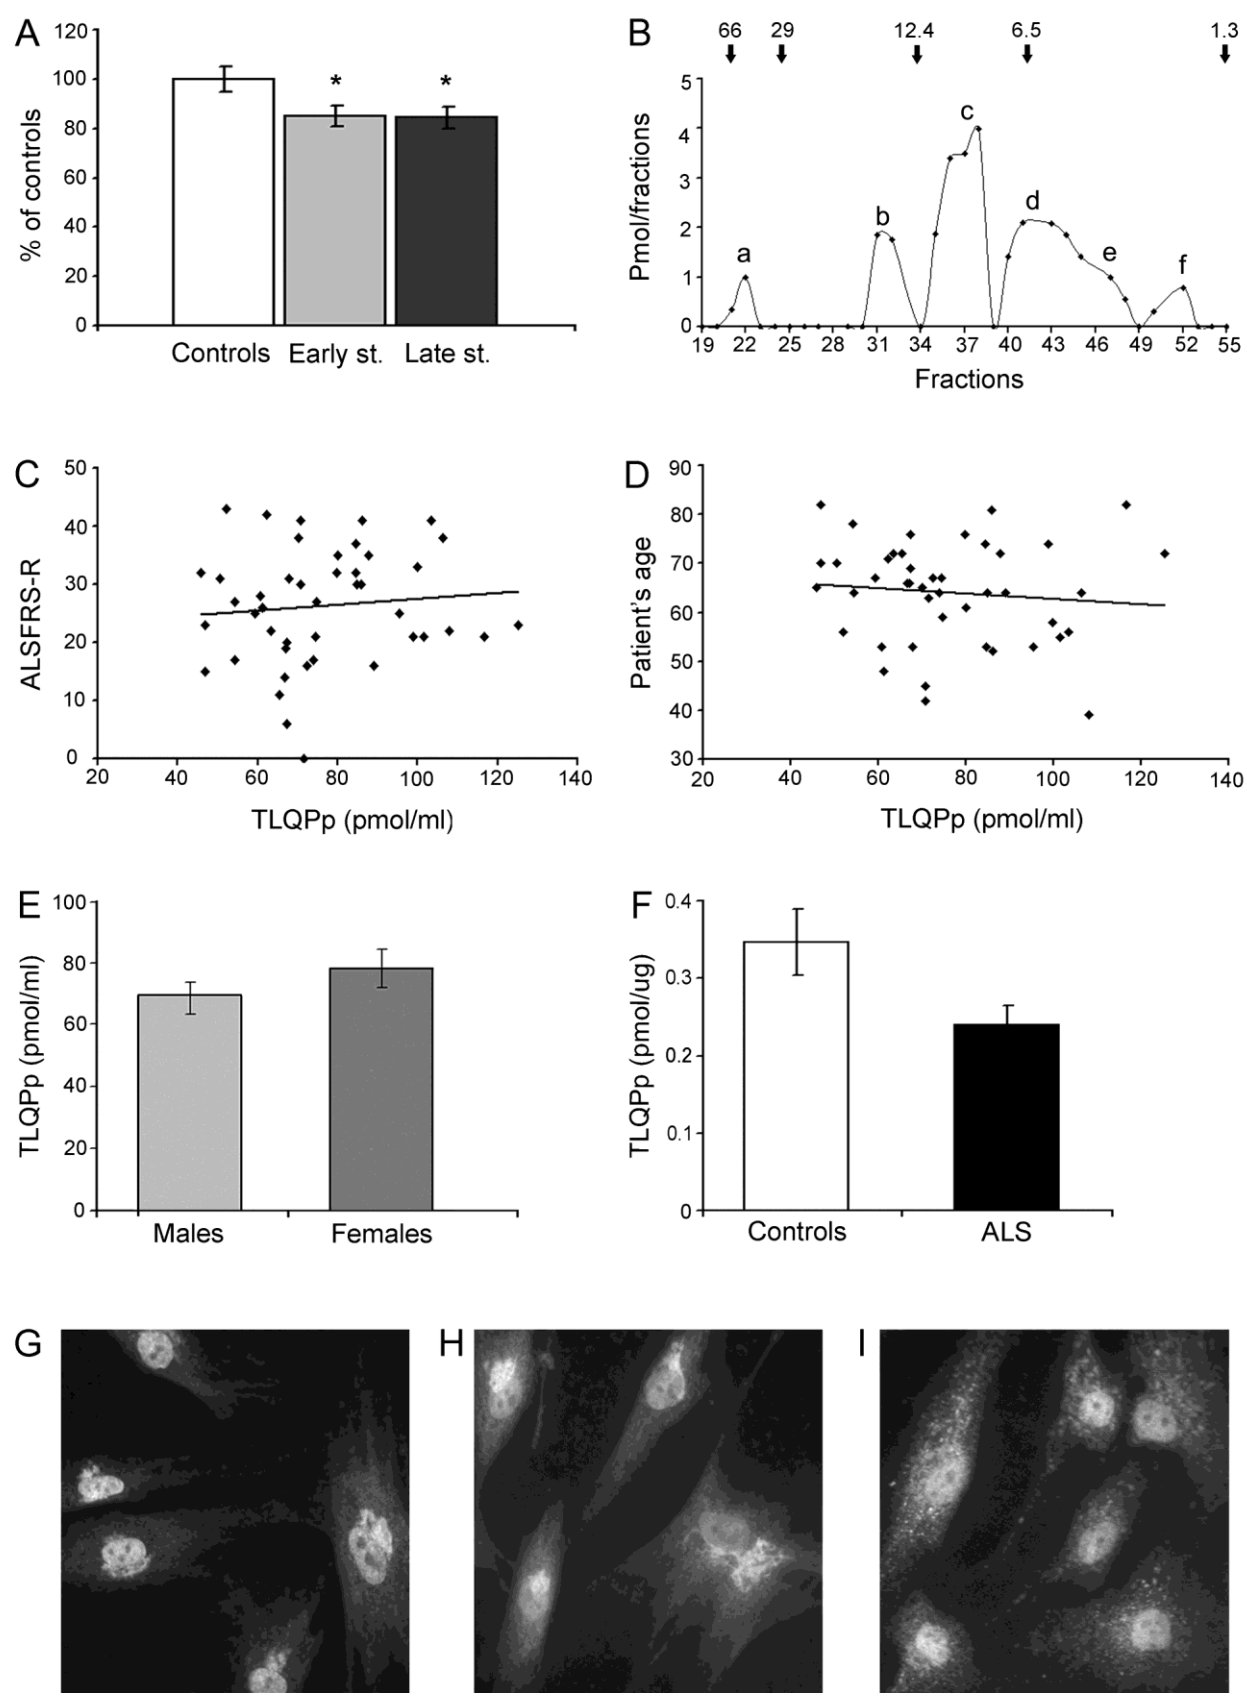 A
120
100
80
60
40
20
0
% of controls
* *
Controls Early st. Late st.
B
66 29 12.4 6.5 1.3
5
4
3
2
1
0
Pmol/fractions
a b c d e f
19 22 25 28 31 34 37 40 43 46 49 52 55
Fractions
C
50
40
30
20
10
0
ALSFRS-R
20 40 60 80 100 120 140
TLQPp (pmol/ml)
D
90
80
70
60
50
40
30
Patient's age
20 40 60 80 100 120 140
TLQPp (pmol/ml)
E
100
80
60
40
20
0
TLQPp (pmol/ml)
Males Females
F
0.4
0.3
0.2
0.1
0
TLQPp (pmol/ug)
Controls ALS
G H I